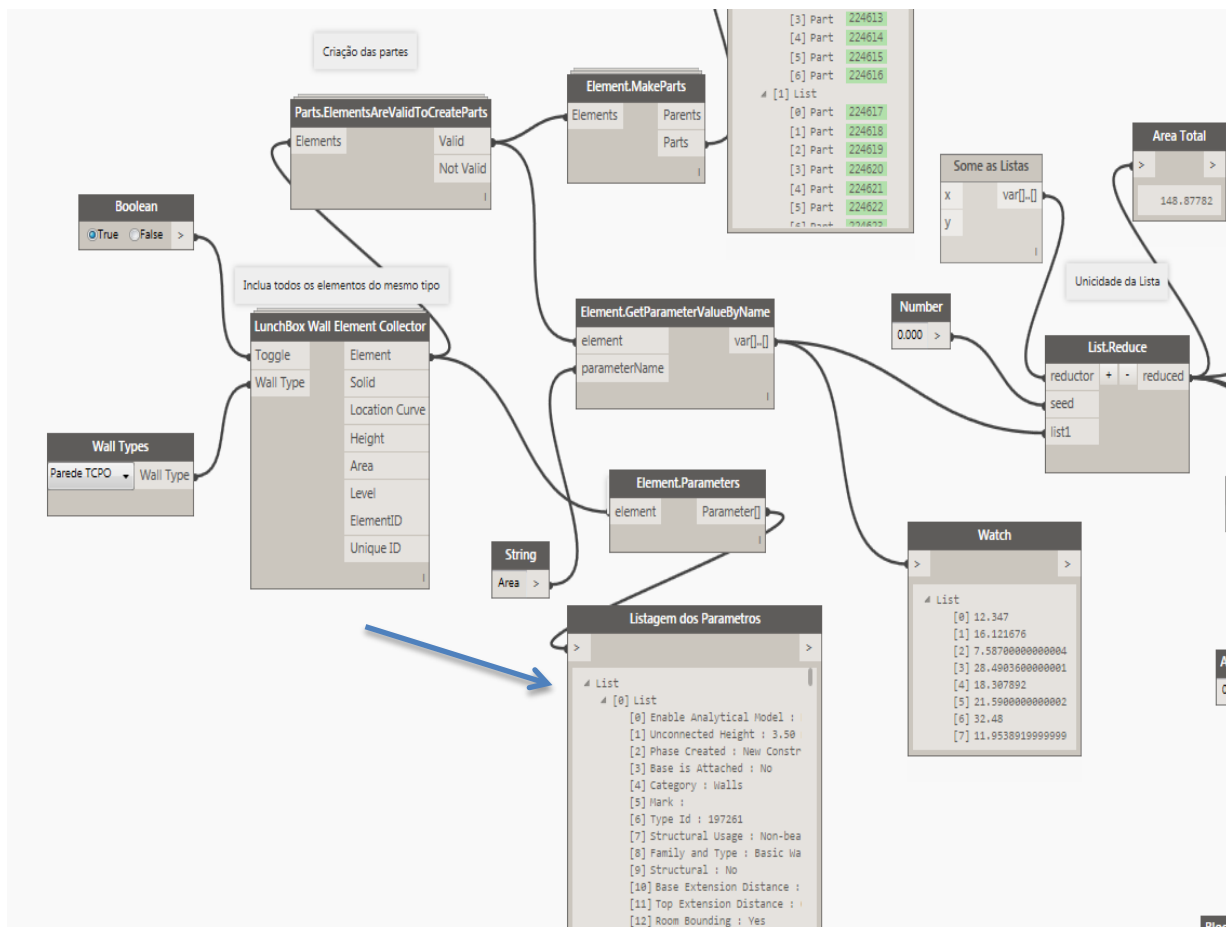 [3] Part 224613
[4] Part 224614
[5] Part 224615
[6] Part 224616
[1] List
[0] Part 224617
[1] Part 224618
[2] Part 224619
[3] Part 224620
[4] Part 224621
[5] Part 224622
[6] Part 224623
Criação das partes
Parts.ElementsAreValidToCreateParts
Elements Valid
Not Valid
Element.MakeParts
Elements Parents
Parts
Area Total
> >
148.87782
Some as Listas
x var[]..[]
y
Boolean
True False >
Inclua todos os elementos do mesmo tipo
LunchBox Wall Element Collector
Toggle Element
Wall Type Solid
Location Curve
Height
Area
Level
ElementID
Unique ID
Wall Types
Parede TCPO Wall Type
Element.GetParameterValueByName
element var[]..[]
parameterName
Number
0.000 >
Unicidade da Lista
List.Reduce
reductor + - reduced
seed
list1
Element.Parameters
element Parameter[]
String
Area >
Watch
> >
List
[0] 12.347
[1] 16.121676
[2] 7.58700000000004
[3] 28.4903600000001
[4] 18.307892
[5] 21.5900000000002
[6] 32.48
[7] 11.9538919999999
Listagem dos Parametros
> >
List
[0] List
[0] Enable Analytical Model :
[1] Unconnected Height : 3.50
[2] Phase Created : New Constr
[3] Base is Attached : No
[4] Category : Walls
[5] Mark :
[6] Type Id : 197261
[7] Structural Usage : Non-bea
[8] Family and Type : Basic Wa
[9] Structural : No
[10] Base Extension Distance :
[11] Top Extension Distance :
[12] Room Bounding : Yes